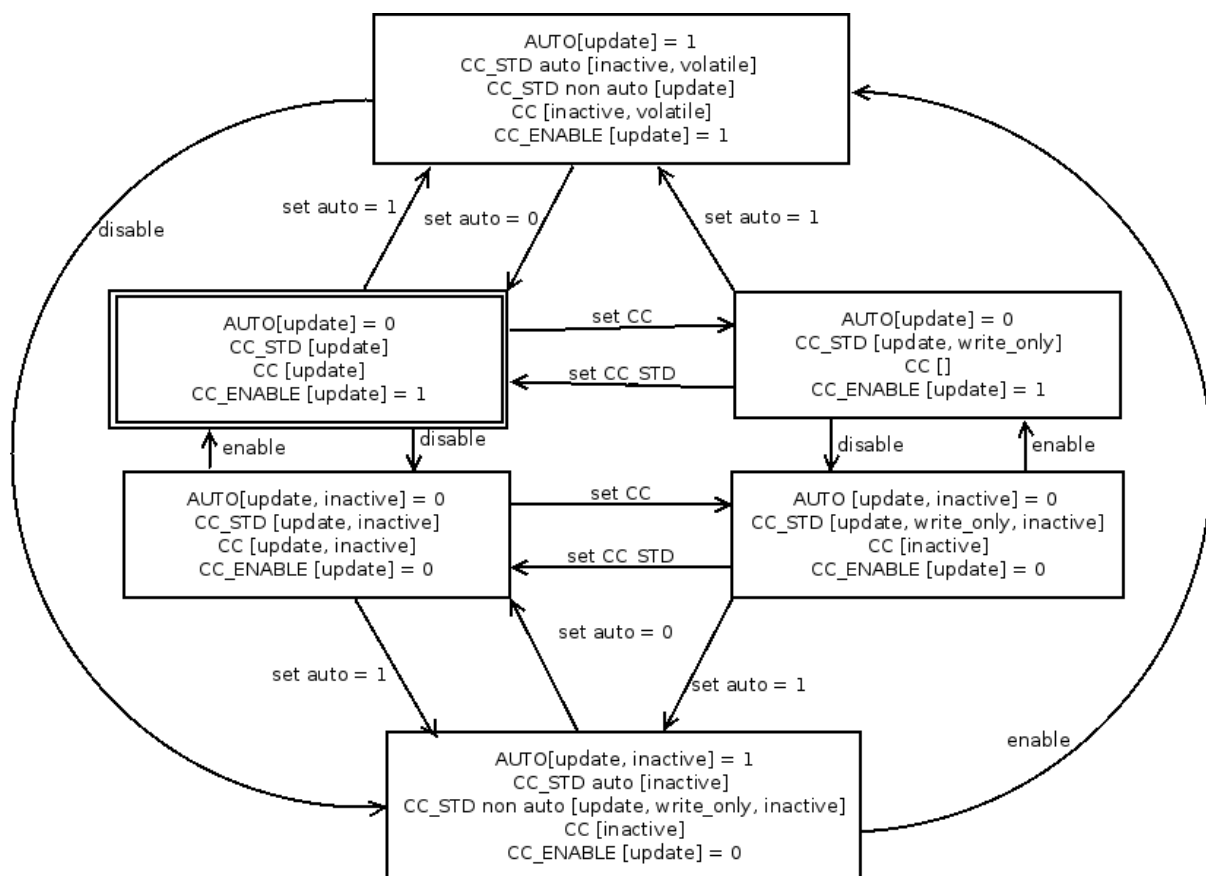 AUTO[update] = 1
CC_STD auto [inactive, volatile]
CC_STD non auto [update]
CC [inactive, volatile]
CC_ENABLE [update] = 1
set auto = 1
set auto = 0
set auto = 1
disable
AUTO[update] = 0
CC_STD [update]
CC [update]
CC_ENABLE [update] = 1
set CC
set CC_STD
AUTO[update] = 0
CC_STD [update, write_only]
CC []
CC_ENABLE [update] = 1
enable
disable
disable
enable
AUTO[update, inactive] = 0
CC_STD [update, inactive]
CC [update, inactive]
CC_ENABLE [update] = 0
set CC
set CC_STD
AUTO [update, inactive] = 0
CC_STD [update, write_only, inactive]
CC [inactive]
CC_ENABLE [update] = 0
set auto = 0
set auto = 1
set auto = 1
enable
AUTO[update, inactive] = 1
CC_STD auto [inactive]
CC_STD non auto [update, write_only, inactive]
CC [inactive]
CC_ENABLE [update] = 0